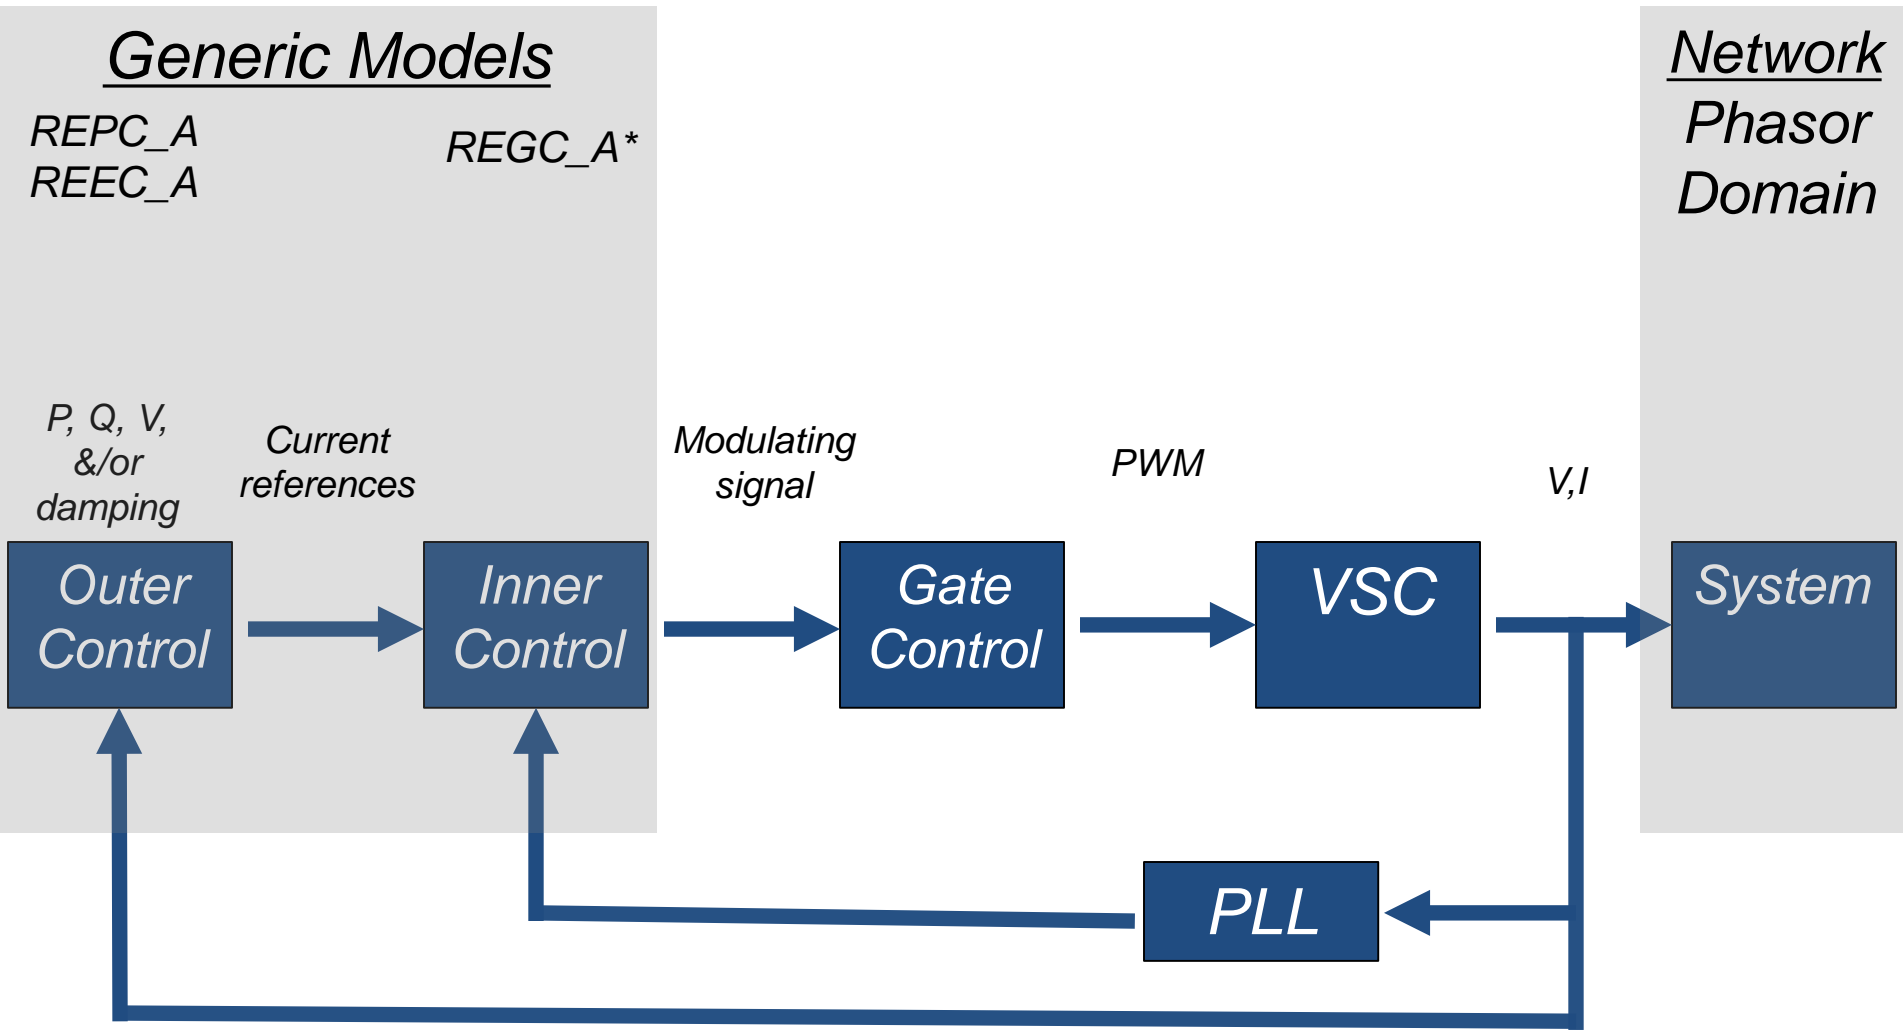 Generic Models
REPC_A
REEC_A
REGC_A*
Network
Phasor
Domain
P, Q, V,
&/or
damping
Current
references
Modulating
signal
PWM
V,I
Outer
Control
Inner
Control
Gate
Control
VSC
System
PLL